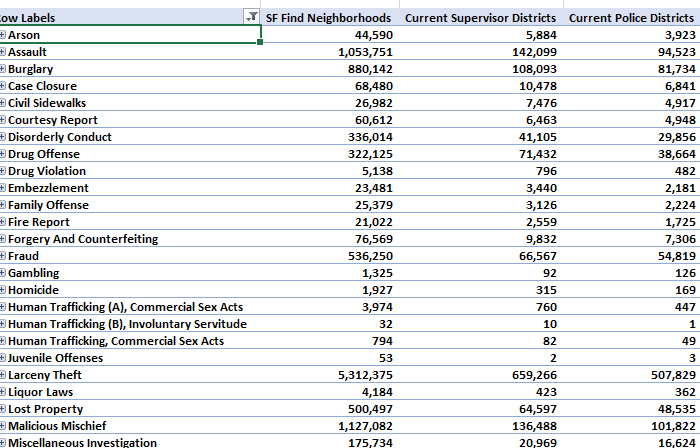 ow Labels SF Find Neighborhoods Current Supervisor Districts Current Police Districts
Arson 44,590 5,884 3,923
Assault 1,053,751 142,099 94,523
Burglary 880,142 108,093 81,734
Case Closure 68,480 10,478 6,841
Civil Sidewalks 26,982 7,476 4,917
Courtesy Report 60,612 6,463 4,948
Disorderly Conduct 336,014 41,105 29,856
Drug Offense 322,125 71,432 38,664
Drug Violation 5,138 796 482
Embezzlement 23,481 3,440 2,181
Family Offense 25,379 3,126 2,224
Fire Report 21,022 2,559 1,725
Forgery And Counterfeiting 76,569 9,832 7,306
Fraud 536,250 66,567 54,819
Gambling 1,325 92 126
Homicide 1,927 315 169
Human Trafficking (A), Commercial Sex Acts 3,974 760 447
Human Trafficking (B), Involuntary Servitude 32 10 1
Human Trafficking, Commercial Sex Acts 794 82 49
Juvenile Offenses 53 2 3
Larceny Theft 5,312,375 659,266 507,829
Liquor Laws 4,184 423 362
Lost Property 500,497 64,597 48,535
Malicious Mischief 1,127,082 136,488 101,822
Miscellaneous Investigation 175,734 20,969 16,624